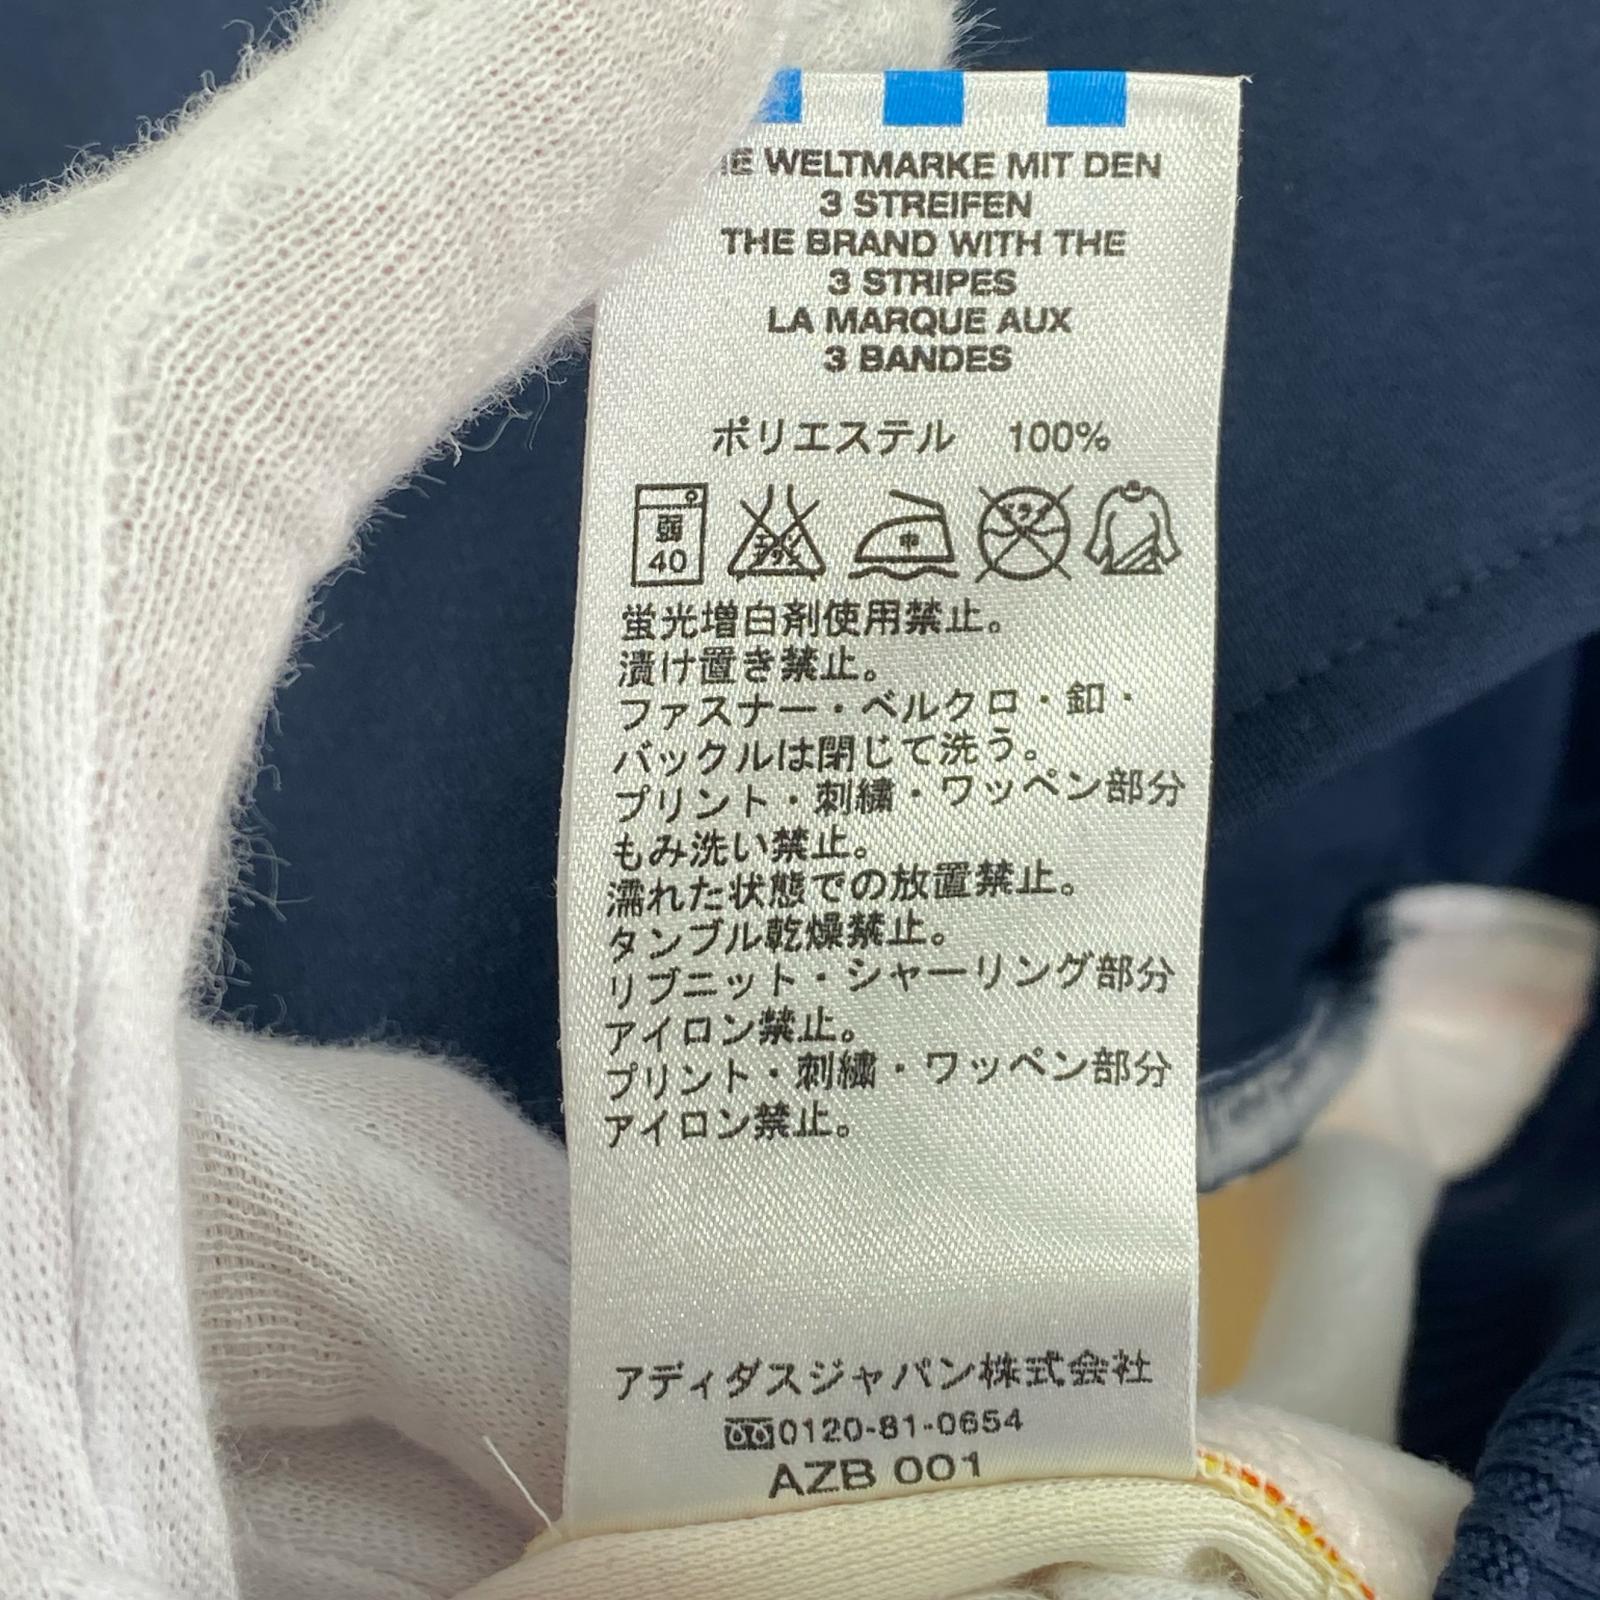 WELTMARKE MIT DEN
3 STREIFEN
THE BRAND WITH THE
3 STRIPES
LA MARQUE AUX
3 BANDES
ポリエステル 100%
弱
40
中
蛍光増白剤使用禁止。
漬け置き禁止。
ファスナー・ベルクロ・釦・
バックルは閉じて洗う。
プリント・刺繍・ワッペン部分
もみ洗い禁止。
濡れた状態での放置禁止。
タンブル乾燥禁止。
リブニット・シャーリング部分
アイロン禁止。
プリント・刺繍・ワッペン部分
アイロン禁止。
アディダスジャパン株式会社
0120-81-0654
AZB 001